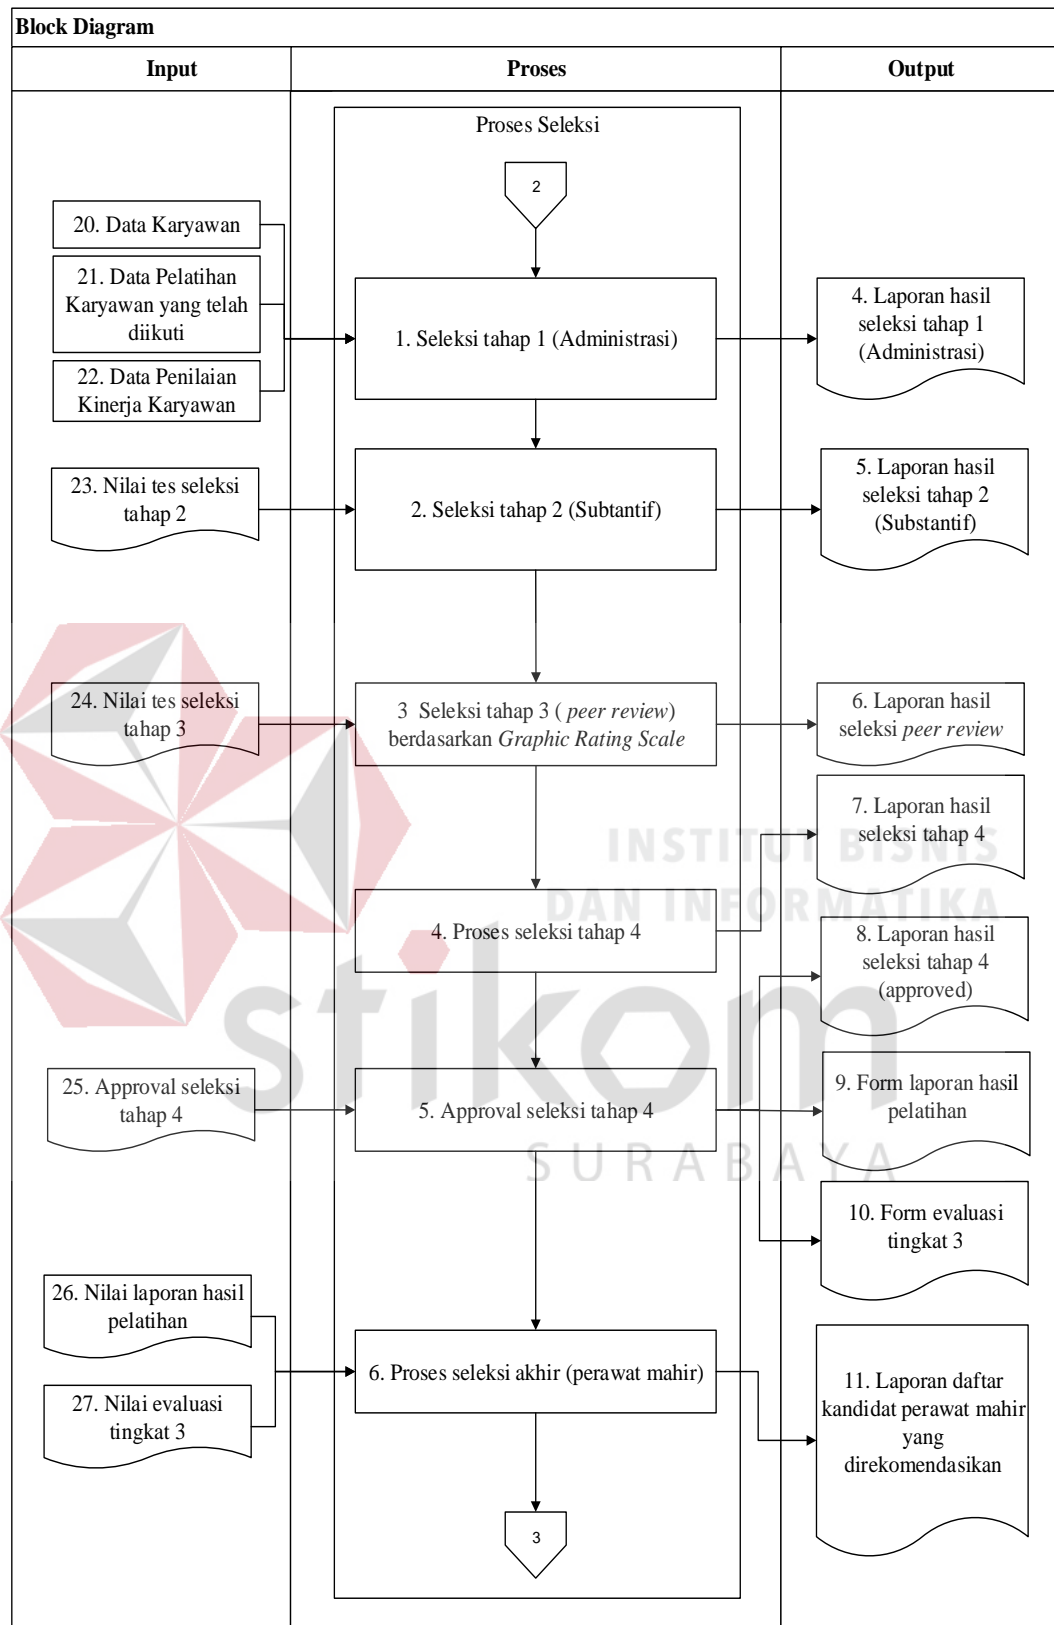 Block Diagram
Input
Proses
Output
Proses Seleksi
2
20. Data Karyawan
21. Data Pelatihan
Karyawan yang telah
diikuti
22. Data Penilaian
Kinerja Karyawan
1. Seleksi tahap 1 (Administrasi)
4. Laporan hasil
seleksi tahap 1
(Administrasi)
23. Nilai tes seleksi
tahap 2
2. Seleksi tahap 2 (Subtantif)
5. Laporan hasil
seleksi tahap 2
(Substantif)
24. Nilai tes seleksi
tahap 3
3 Seleksi tahap 3 ( peer review)
berdasarkan Graphic Rating Scale
6. Laporan hasil
seleksi peer review
7. Laporan hasil
seleksi tahap 4
INSTITUT BISNIS
DAN INFORMATIKA
4. Proses seleksi tahap 4
8. Laporan hasil
seleksi tahap 4
(approved)
stikom
25. Approval seleksi
tahap 4
5. Approval seleksi tahap 4
9. Form laporan hasil
pelatihan
SURABAYA
10. Form evaluasi
tingkat 3
26. Nilai laporan hasil
pelatihan
27. Nilai evaluasi
tingkat 3
6. Proses seleksi akhir (perawat mahir)
11. Laporan daftar
kandidat perawat mahir
yang
direkomendasikan
3